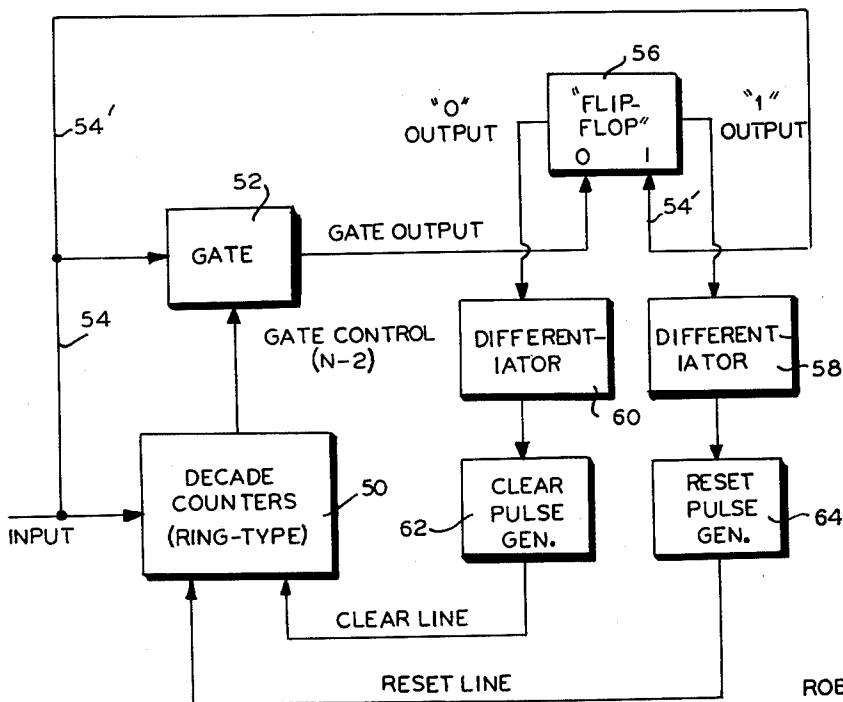 56
"0"
OUTPUT
"FLIP-
FLOP"
0 1
"1"
OUTPUT
54'
52
GATE
GATE OUTPUT
54'
54
GATE CONTROL
(N-2)
DIFFERENT-
IATOR
60
DIFFERENT-
IATOR
58
DECADE
COUNTERS
(RING-TYPE)
50
INPUT
62
CLEAR
PULSE
GEN.
RESET
PULSE
GEN.
64
CLEAR LINE
RESET LINE
ROB